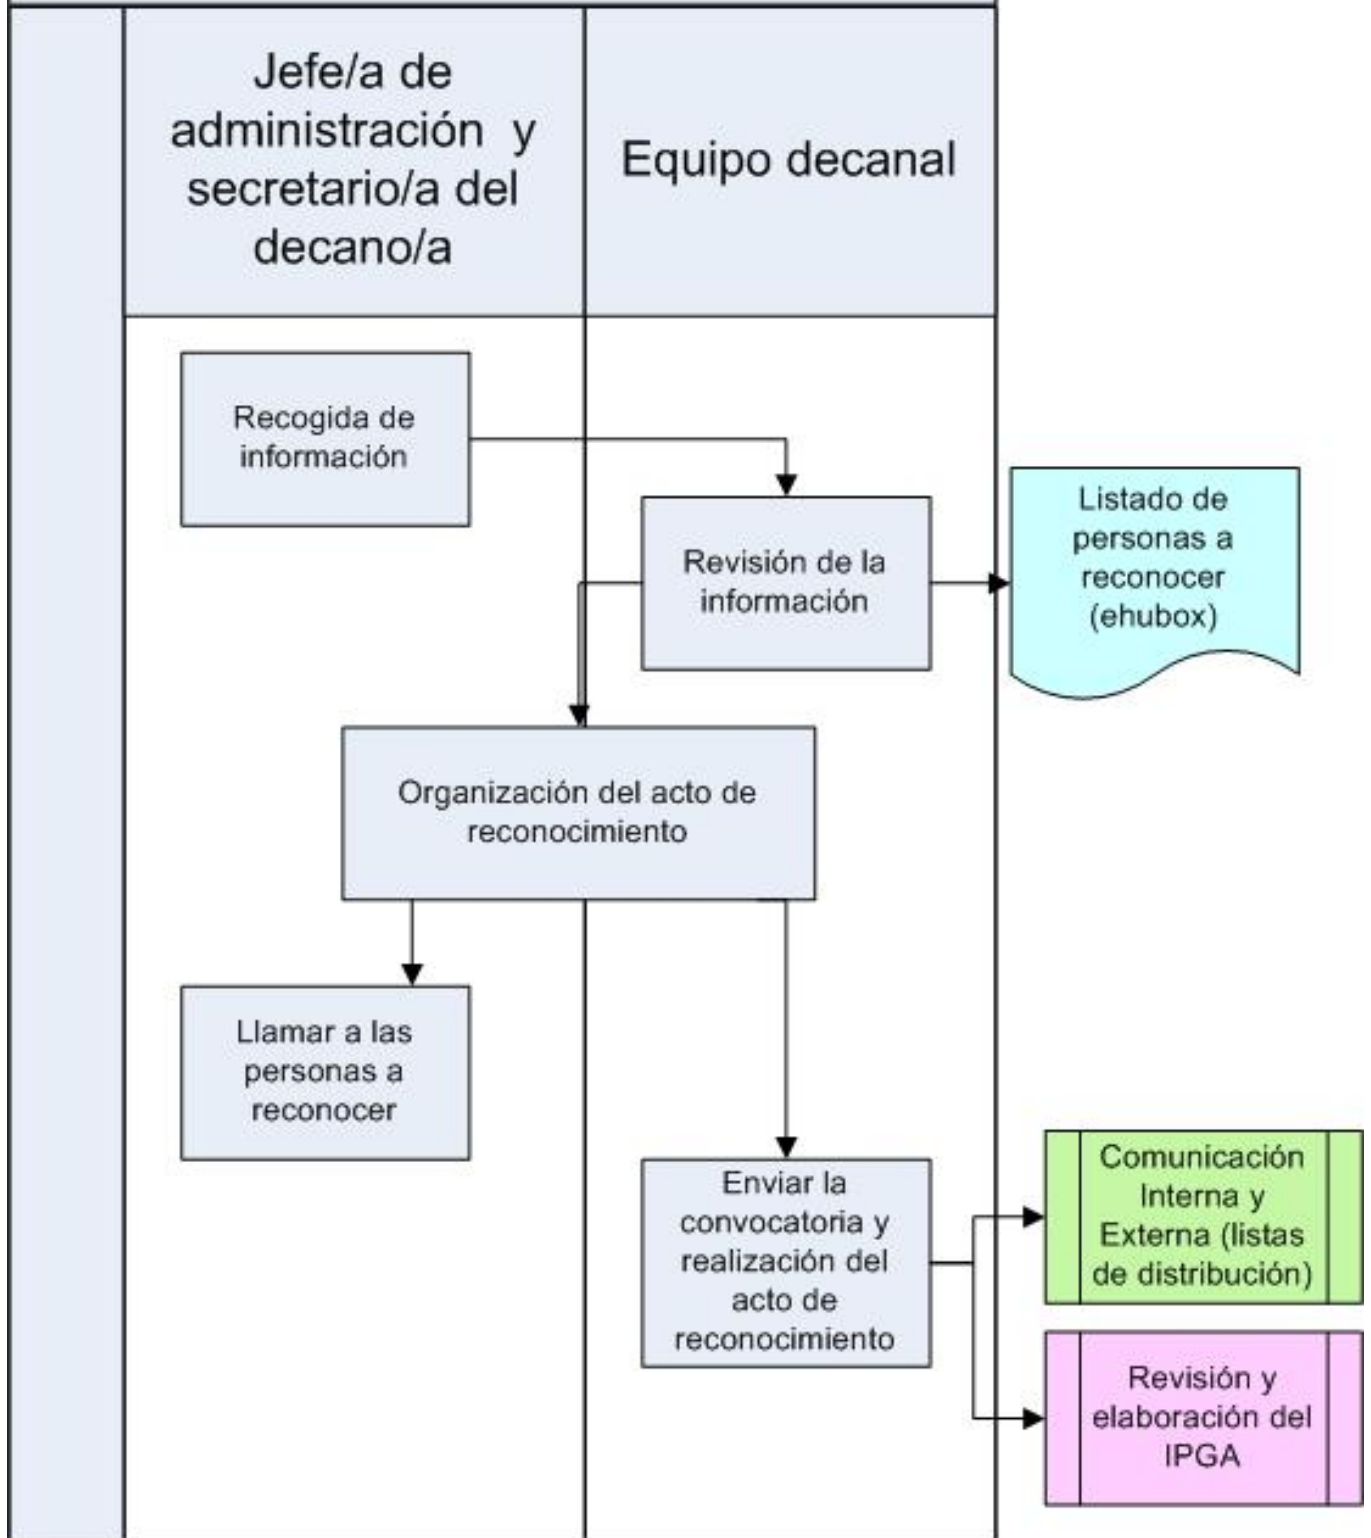 Jefe/a de
administración y
secretario/a del
decano/a
Equipo decanal
Recogida de
información
Revisión de la
información
Listado de
personas a
reconocer
(ehubox)
Organización del acto de
reconocimiento
Llamar a las
personas a
reconocer
Enviar la
convocatoria y
realización del
acto de
reconocimiento
Comunicación
Interna y
Externa (listas
de distribución)
Revisión y
elaboración del
IPGA